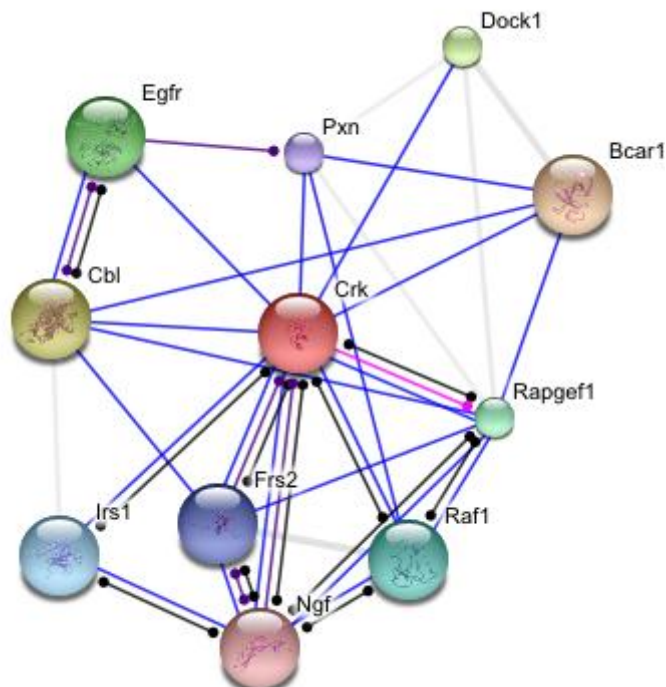 Dock1
Egfr
Pxn
Bcar1
Cbl
Crk
Rapgef1
Frs2
Irs1
Raf1
Ngf